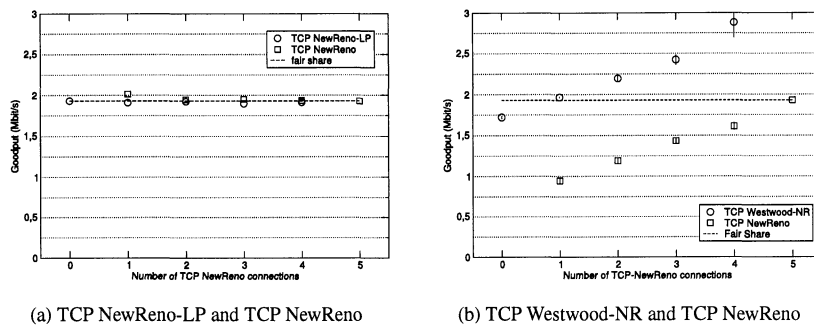 3
2,5
2
1,5
1
0,5
0
Goodput (Mbit/s)
TCP NewReno-LP
TCP NewReno
fair share
0 1 2 3 4 5
Number of TCP NewReno connections
(a) TCP NewReno-LP and TCP NewReno
3
2,5
2
1,5
1
0,5
0
Goodput (Mbit/s)
TCP Westwood-NR
TCP NewReno
Fair Share
0 1 2 3 4 5
Number of TCP-NewReno connections
(b) TCP Westwood-NR and TCP NewReno